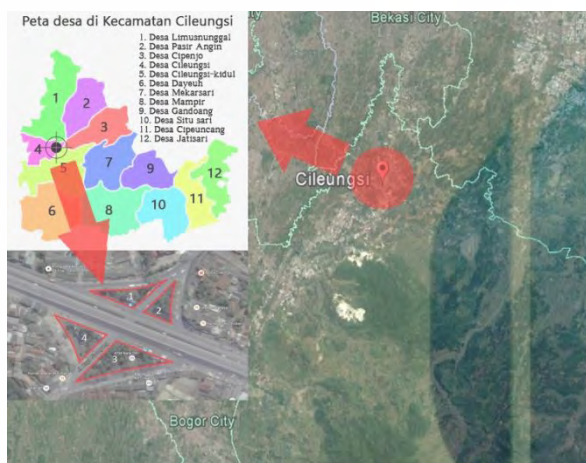 Peta desa di Kecamatan Cileungsi
1. Desa Limusnunggal
2. Desa Pasir Angin
3. Desa Cipenjo
4. Desa Cileungsi
5. Desa Cileungsi-kidul
6. Desa Dayeuh
7. Desa Mekarsari
8. Desa Mampir
9. Desa Gandoang
10. Desa Situ sari
11. Desa Cipeuncang
12. Desa Jatisari
1
2
3
4
5
7
9
12
6
8
10
11
1
2
4
3
Bekasi City
Cileungsi
Bogor City